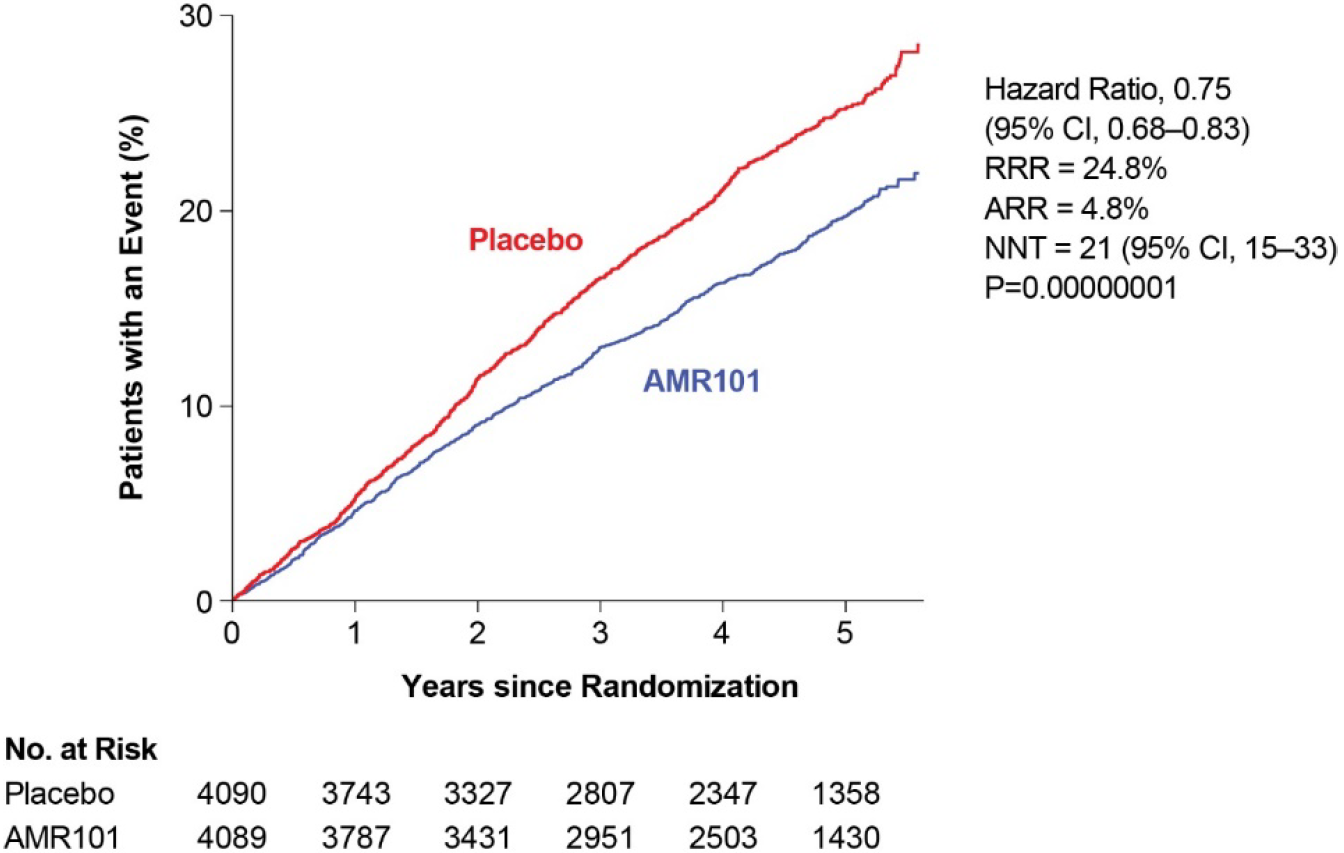 30
20
10
0
Patients with an Event (%)
Placebo
AMR101
0 1 2 3 4 5
Years since Randomization
Hazard Ratio, 0.75
(95% CI, 0.68–0.83)
RRR = 24.8%
ARR = 4.8%
NNT = 21 (95% CI, 15–33)
P=0.00000001
No. at Risk
Placebo 4090 3743 3327 2807 2347 1358
AMR101 4089 3787 3431 2951 2503 1430